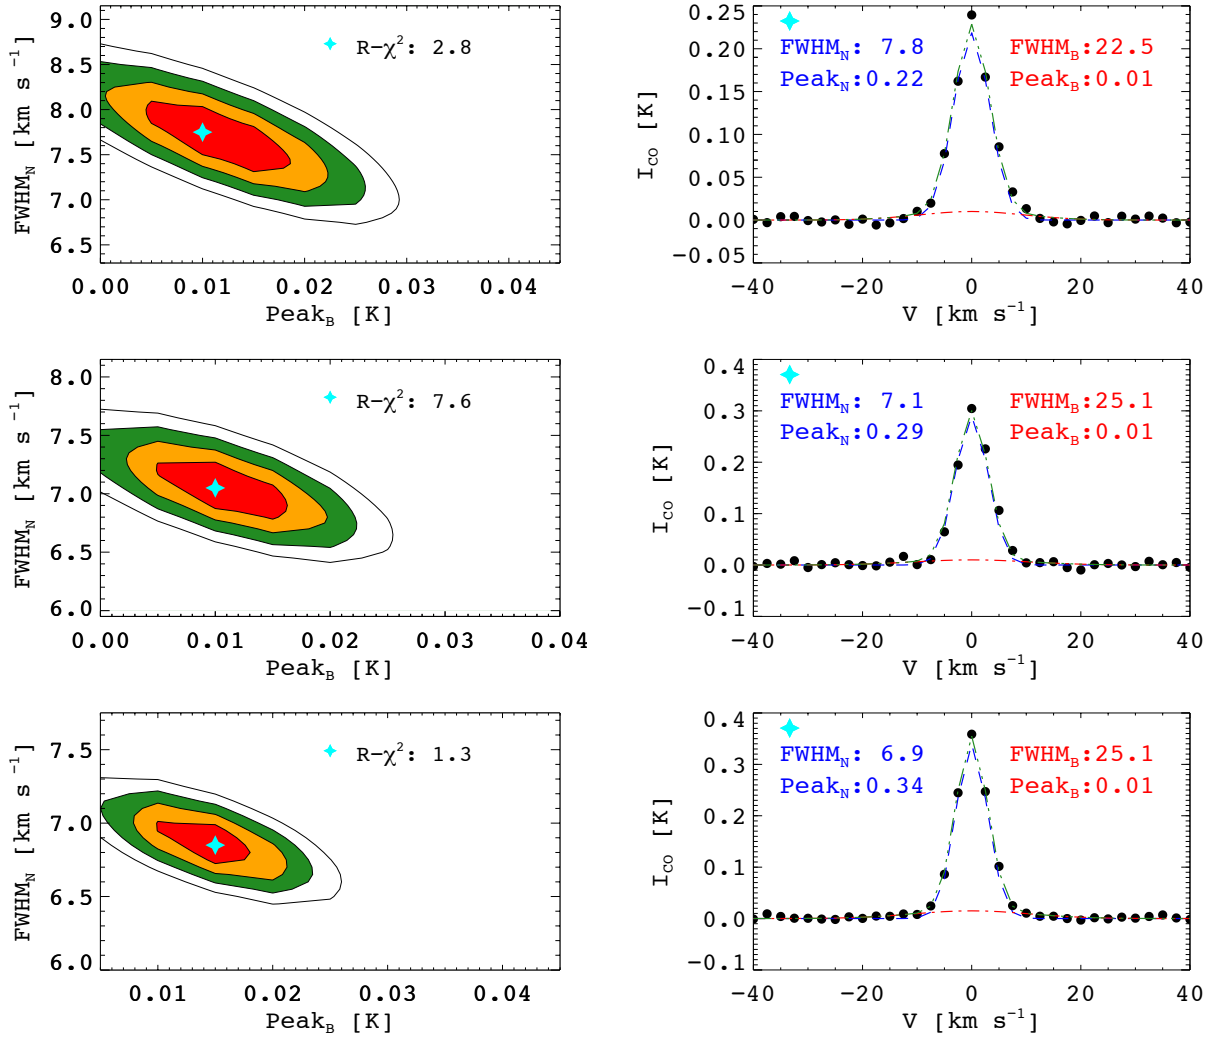 9.0
8.5
8.0
7.5
7.0
6.5
FWHM_N [km s⁻¹]
R−χ²: 2.8
0.00 0.01 0.02 0.03 0.04
Peak_B [K]
0.25
0.20
0.15
0.10
0.05
0.00
−0.05
I_CO [K]
FWHM_N: 7.8 FWHM_B:22.5
Peak_N:0.22 Peak_B:0.01
−40 −20 0 20 40
V [km s⁻¹]
8.0
7.5
7.0
6.5
6.0
FWHM_N [km s⁻¹]
R−χ²: 7.6
0.00 0.01 0.02 0.03 0.04
Peak_B [K]
0.4
0.3
0.2
0.1
0.0
−0.1
I_CO [K]
FWHM_N: 7.1 FWHM_B:25.1
Peak_N:0.29 Peak_B:0.01
−40 −20 0 20 40
V [km s⁻¹]
7.5
7.0
6.5
6.0
FWHM_N [km s⁻¹]
R−χ²: 1.3
0.01 0.02 0.03 0.04
Peak_B [K]
0.4
0.3
0.2
0.1
0.0
−0.1
I_CO [K]
FWHM_N: 6.9 FWHM_B:25.1
Peak_N:0.34 Peak_B:0.01
−40 −20 0 20 40
V [km s⁻¹]